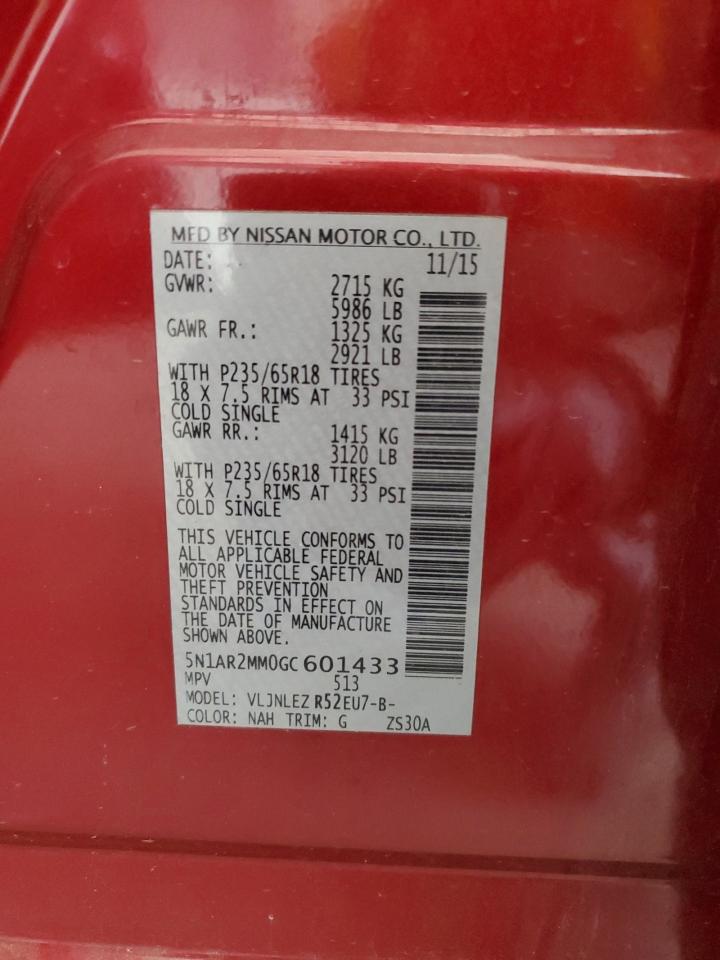 MFD BY NISSAN MOTOR CO., LTD.
DATE: 11/15
GVWR: 2715 KG
5986 LB
GAWR FR.: 1325 KG
2921 LB
WITH P235/65R18 TIRES
18 X 7.5 RIMS AT 33 PSI
COLD SINGLE
GAWR RR.: 1415 KG
3120 LB
WITH P235/65R18 TIRES
18 X 7.5 RIMS AT 33 PSI
COLD SINGLE
THIS VEHICLE CONFORMS TO
ALL APPLICABLE FEDERAL
MOTOR VEHICLE SAFETY AND
THEFT PREVENTION
STANDARDS IN EFFECT ON
THE DATE OF MANUFACTURE
SHOWN ABOVE.
5N1AR2MM0GC601433
MPV 513
MODEL: VLJNLEZ R52EU7-B-
COLOR: NAH TRIM: G ZS30A